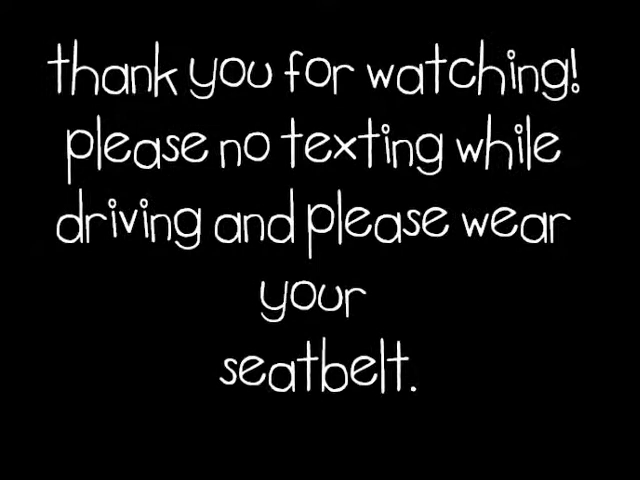 thank you for watching!
please no texting while
driving and please wear
your
seatbelt.